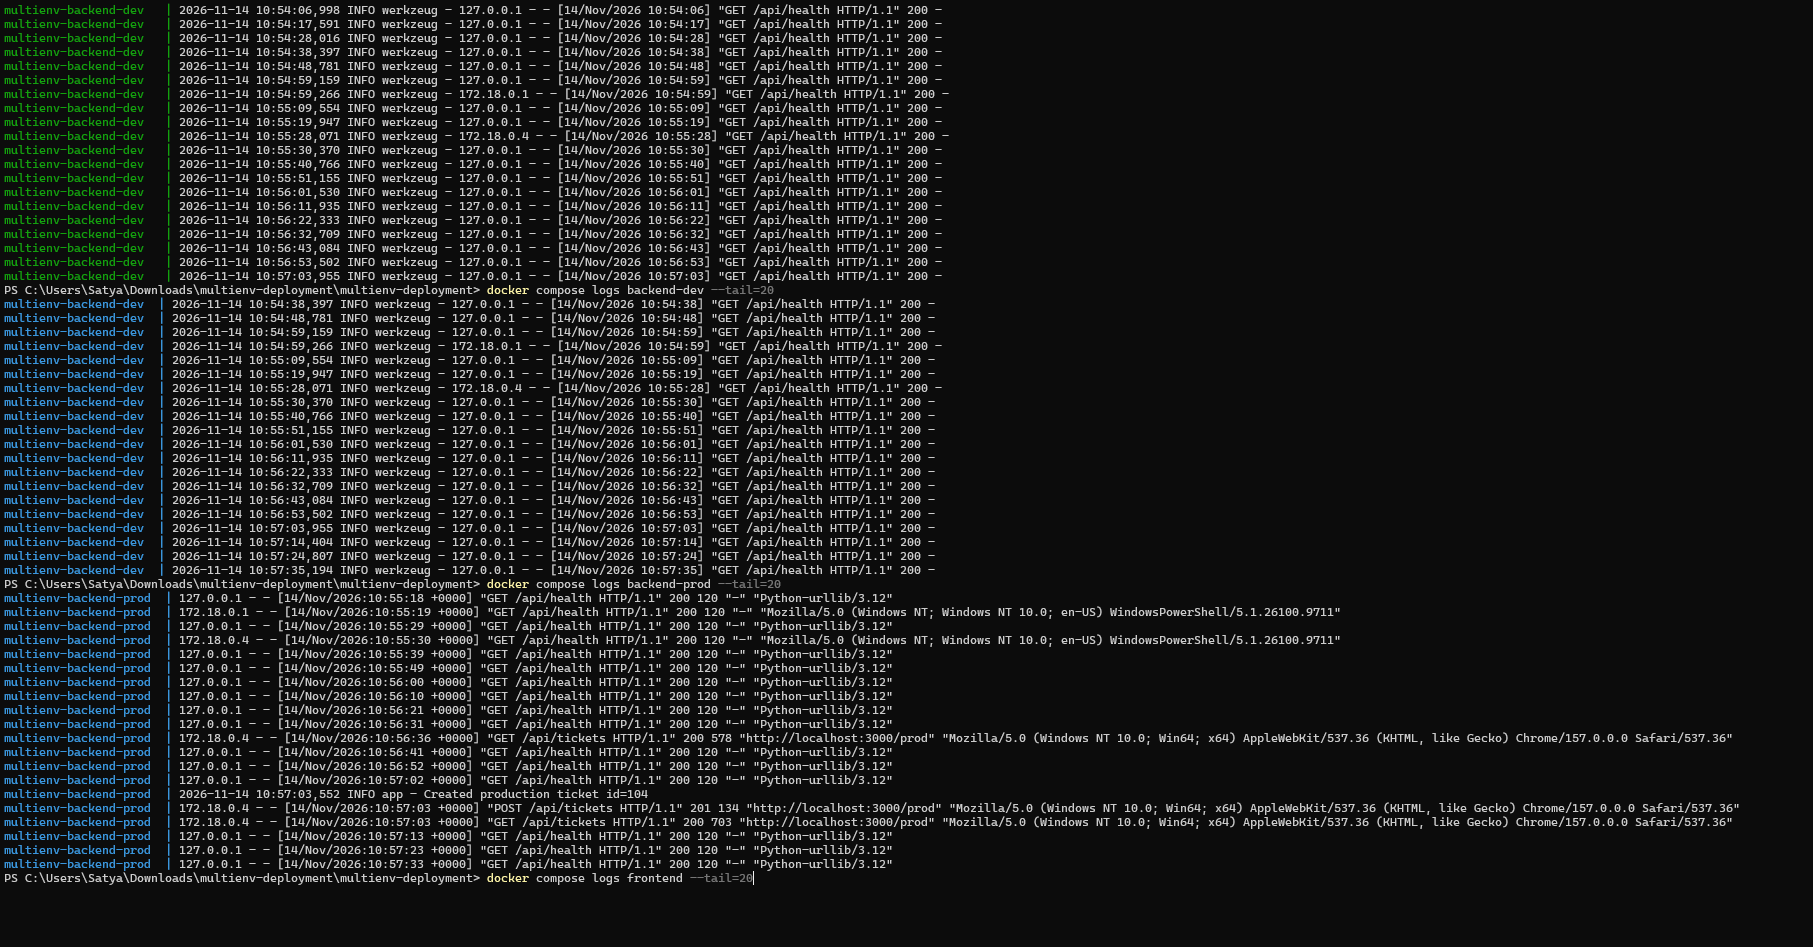 multienv-backend-dev   | 2026-11-14 10:54:06,998 INFO werkzeug - 127.0.0.1 - - [14/Nov/2026 10:54:06] "GET /api/health HTTP/1.1" 200 -
multienv-backend-dev   | 2026-11-14 10:54:17,591 INFO werkzeug - 127.0.0.1 - - [14/Nov/2026 10:54:17] "GET /api/health HTTP/1.1" 200 -
multienv-backend-dev   | 2026-11-14 10:54:28,016 INFO werkzeug - 127.0.0.1 - - [14/Nov/2026 10:54:28] "GET /api/health HTTP/1.1" 200 -
multienv-backend-dev   | 2026-11-14 10:54:38,397 INFO werkzeug - 127.0.0.1 - - [14/Nov/2026 10:54:38] "GET /api/health HTTP/1.1" 200 -
multienv-backend-dev   | 2026-11-14 10:54:48,781 INFO werkzeug - 127.0.0.1 - - [14/Nov/2026 10:54:48] "GET /api/health HTTP/1.1" 200 -
multienv-backend-dev   | 2026-11-14 10:54:59,159 INFO werkzeug - 127.0.0.1 - - [14/Nov/2026 10:54:59] "GET /api/health HTTP/1.1" 200 -
multienv-backend-dev   | 2026-11-14 10:54:59,266 INFO werkzeug - 172.18.0.1 - - [14/Nov/2026 10:54:59] "GET /api/health HTTP/1.1" 200 -
multienv-backend-dev   | 2026-11-14 10:55:09,554 INFO werkzeug - 127.0.0.1 - - [14/Nov/2026 10:55:09] "GET /api/health HTTP/1.1" 200 -
multienv-backend-dev   | 2026-11-14 10:55:19,947 INFO werkzeug - 127.0.0.1 - - [14/Nov/2026 10:55:19] "GET /api/health HTTP/1.1" 200 -
multienv-backend-dev   | 2026-11-14 10:55:28,071 INFO werkzeug - 172.18.0.4 - - [14/Nov/2026 10:55:28] "GET /api/health HTTP/1.1" 200 -
multienv-backend-dev   | 2026-11-14 10:55:30,370 INFO werkzeug - 127.0.0.1 - - [14/Nov/2026 10:55:30] "GET /api/health HTTP/1.1" 200 -
multienv-backend-dev   | 2026-11-14 10:55:40,766 INFO werkzeug - 127.0.0.1 - - [14/Nov/2026 10:55:40] "GET /api/health HTTP/1.1" 200 -
multienv-backend-dev   | 2026-11-14 10:55:51,155 INFO werkzeug - 127.0.0.1 - - [14/Nov/2026 10:55:51] "GET /api/health HTTP/1.1" 200 -
multienv-backend-dev   | 2026-11-14 10:56:01,530 INFO werkzeug - 127.0.0.1 - - [14/Nov/2026 10:56:01] "GET /api/health HTTP/1.1" 200 -
multienv-backend-dev   | 2026-11-14 10:56:11,935 INFO werkzeug - 127.0.0.1 - - [14/Nov/2026 10:56:11] "GET /api/health HTTP/1.1" 200 -
multienv-backend-dev   | 2026-11-14 10:56:22,333 INFO werkzeug - 127.0.0.1 - - [14/Nov/2026 10:56:22] "GET /api/health HTTP/1.1" 200 -
multienv-backend-dev   | 2026-11-14 10:56:32,709 INFO werkzeug - 127.0.0.1 - - [14/Nov/2026 10:56:32] "GET /api/health HTTP/1.1" 200 -
multienv-backend-dev   | 2026-11-14 10:56:43,084 INFO werkzeug - 127.0.0.1 - - [14/Nov/2026 10:56:43] "GET /api/health HTTP/1.1" 200 -
multienv-backend-dev   | 2026-11-14 10:56:53,502 INFO werkzeug - 127.0.0.1 - - [14/Nov/2026 10:56:53] "GET /api/health HTTP/1.1" 200 -
multienv-backend-dev   | 2026-11-14 10:57:03,955 INFO werkzeug - 127.0.0.1 - - [14/Nov/2026 10:57:03] "GET /api/health HTTP/1.1" 200 -
PS C:\Users\Satya\Downloads\multienv-deployment\multienv-deployment> docker compose logs backend-dev --tail=20
multienv-backend-dev  | 2026-11-14 10:54:38,397 INFO werkzeug - 127.0.0.1 - - [14/Nov/2026 10:54:38] "GET /api/health HTTP/1.1" 200 -
multienv-backend-dev  | 2026-11-14 10:54:48,781 INFO werkzeug - 127.0.0.1 - - [14/Nov/2026 10:54:48] "GET /api/health HTTP/1.1" 200 -
multienv-backend-dev  | 2026-11-14 10:54:59,159 INFO werkzeug - 127.0.0.1 - - [14/Nov/2026 10:54:59] "GET /api/health HTTP/1.1" 200 -
multienv-backend-dev  | 2026-11-14 10:54:59,266 INFO werkzeug - 172.18.0.1 - - [14/Nov/2026 10:54:59] "GET /api/health HTTP/1.1" 200 -
multienv-backend-dev  | 2026-11-14 10:55:09,554 INFO werkzeug - 127.0.0.1 - - [14/Nov/2026 10:55:09] "GET /api/health HTTP/1.1" 200 -
multienv-backend-dev  | 2026-11-14 10:55:19,947 INFO werkzeug - 127.0.0.1 - - [14/Nov/2026 10:55:19] "GET /api/health HTTP/1.1" 200 -
multienv-backend-dev  | 2026-11-14 10:55:28,071 INFO werkzeug - 172.18.0.4 - - [14/Nov/2026 10:55:28] "GET /api/health HTTP/1.1" 200 -
multienv-backend-dev  | 2026-11-14 10:55:30,370 INFO werkzeug - 127.0.0.1 - - [14/Nov/2026 10:55:30] "GET /api/health HTTP/1.1" 200 -
multienv-backend-dev  | 2026-11-14 10:55:40,766 INFO werkzeug - 127.0.0.1 - - [14/Nov/2026 10:55:40] "GET /api/health HTTP/1.1" 200 -
multienv-backend-dev  | 2026-11-14 10:55:51,155 INFO werkzeug - 127.0.0.1 - - [14/Nov/2026 10:55:51] "GET /api/health HTTP/1.1" 200 -
multienv-backend-dev  | 2026-11-14 10:56:01,530 INFO werkzeug - 127.0.0.1 - - [14/Nov/2026 10:56:01] "GET /api/health HTTP/1.1" 200 -
multienv-backend-dev  | 2026-11-14 10:56:11,935 INFO werkzeug - 127.0.0.1 - - [14/Nov/2026 10:56:11] "GET /api/health HTTP/1.1" 200 -
multienv-backend-dev  | 2026-11-14 10:56:22,333 INFO werkzeug - 127.0.0.1 - - [14/Nov/2026 10:56:22] "GET /api/health HTTP/1.1" 200 -
multienv-backend-dev  | 2026-11-14 10:56:32,709 INFO werkzeug - 127.0.0.1 - - [14/Nov/2026 10:56:32] "GET /api/health HTTP/1.1" 200 -
multienv-backend-dev  | 2026-11-14 10:56:43,084 INFO werkzeug - 127.0.0.1 - - [14/Nov/2026 10:56:43] "GET /api/health HTTP/1.1" 200 -
multienv-backend-dev  | 2026-11-14 10:56:53,502 INFO werkzeug - 127.0.0.1 - - [14/Nov/2026 10:56:53] "GET /api/health HTTP/1.1" 200 -
multienv-backend-dev  | 2026-11-14 10:57:03,955 INFO werkzeug - 127.0.0.1 - - [14/Nov/2026 10:57:03] "GET /api/health HTTP/1.1" 200 -
multienv-backend-dev  | 2026-11-14 10:57:14,404 INFO werkzeug - 127.0.0.1 - - [14/Nov/2026 10:57:14] "GET /api/health HTTP/1.1" 200 -
multienv-backend-dev  | 2026-11-14 10:57:24,807 INFO werkzeug - 127.0.0.1 - - [14/Nov/2026 10:57:24] "GET /api/health HTTP/1.1" 200 -
multienv-backend-dev  | 2026-11-14 10:57:35,194 INFO werkzeug - 127.0.0.1 - - [14/Nov/2026 10:57:35] "GET /api/health HTTP/1.1" 200 -
PS C:\Users\Satya\Downloads\multienv-deployment\multienv-deployment> docker compose logs backend-prod --tail=20
multienv-backend-prod  | 127.0.0.1 - - [14/Nov/2026:10:55:18 +0000] "GET /api/health HTTP/1.1" 200 120 "-" "Python-urllib/3.12"
multienv-backend-prod  | 172.18.0.1 - - [14/Nov/2026:10:55:19 +0000] "GET /api/health HTTP/1.1" 200 120 "-" "Mozilla/5.0 (Windows NT; Windows NT 10.0; en-US) WindowsPowerShell/5.1.26100.9711"
multienv-backend-prod  | 127.0.0.1 - - [14/Nov/2026:10:55:29 +0000] "GET /api/health HTTP/1.1" 200 120 "-" "Python-urllib/3.12"
multienv-backend-prod  | 172.18.0.4 - - [14/Nov/2026:10:55:30 +0000] "GET /api/health HTTP/1.1" 200 120 "-" "Mozilla/5.0 (Windows NT; Windows NT 10.0; en-US) WindowsPowerShell/5.1.26100.9711"
multienv-backend-prod  | 127.0.0.1 - - [14/Nov/2026:10:55:39 +0000] "GET /api/health HTTP/1.1" 200 120 "-" "Python-urllib/3.12"
multienv-backend-prod  | 127.0.0.1 - - [14/Nov/2026:10:55:49 +0000] "GET /api/health HTTP/1.1" 200 120 "-" "Python-urllib/3.12"
multienv-backend-prod  | 127.0.0.1 - - [14/Nov/2026:10:56:00 +0000] "GET /api/health HTTP/1.1" 200 120 "-" "Python-urllib/3.12"
multienv-backend-prod  | 127.0.0.1 - - [14/Nov/2026:10:56:10 +0000] "GET /api/health HTTP/1.1" 200 120 "-" "Python-urllib/3.12"
multienv-backend-prod  | 127.0.0.1 - - [14/Nov/2026:10:56:21 +0000] "GET /api/health HTTP/1.1" 200 120 "-" "Python-urllib/3.12"
multienv-backend-prod  | 127.0.0.1 - - [14/Nov/2026:10:56:31 +0000] "GET /api/health HTTP/1.1" 200 120 "-" "Python-urllib/3.12"
multienv-backend-prod  | 172.18.0.4 - - [14/Nov/2026:10:56:36 +0000] "GET /api/tickets HTTP/1.1" 200 578 "http://localhost:3000/prod" "Mozilla/5.0 (Windows NT 10.0; Win64; x64) AppleWebKit/537.36 (KHTML, like Gecko) Chrome/157.0.0.0 Safari/537.36"
multienv-backend-prod  | 127.0.0.1 - - [14/Nov/2026:10:56:41 +0000] "GET /api/health HTTP/1.1" 200 120 "-" "Python-urllib/3.12"
multienv-backend-prod  | 127.0.0.1 - - [14/Nov/2026:10:56:52 +0000] "GET /api/health HTTP/1.1" 200 120 "-" "Python-urllib/3.12"
multienv-backend-prod  | 127.0.0.1 - - [14/Nov/2026:10:57:02 +0000] "GET /api/health HTTP/1.1" 200 120 "-" "Python-urllib/3.12"
multienv-backend-prod  | 2026-11-14 10:57:03,552 INFO app - Created production ticket id=104
multienv-backend-prod  | 172.18.0.4 - - [14/Nov/2026:10:57:03 +0000] "POST /api/tickets HTTP/1.1" 201 134 "http://localhost:3000/prod" "Mozilla/5.0 (Windows NT 10.0; Win64; x64) AppleWebKit/537.36 (KHTML, like Gecko) Chrome/157.0.0.0 Safari/537.36"
multienv-backend-prod  | 172.18.0.4 - - [14/Nov/2026:10:57:03 +0000] "GET /api/tickets HTTP/1.1" 200 703 "http://localhost:3000/prod" "Mozilla/5.0 (Windows NT 10.0; Win64; x64) AppleWebKit/537.36 (KHTML, like Gecko) Chrome/157.0.0.0 Safari/537.36"
multienv-backend-prod  | 127.0.0.1 - - [14/Nov/2026:10:57:13 +0000] "GET /api/health HTTP/1.1" 200 120 "-" "Python-urllib/3.12"
multienv-backend-prod  | 127.0.0.1 - - [14/Nov/2026:10:57:23 +0000] "GET /api/health HTTP/1.1" 200 120 "-" "Python-urllib/3.12"
multienv-backend-prod  | 127.0.0.1 - - [14/Nov/2026:10:57:33 +0000] "GET /api/health HTTP/1.1" 200 120 "-" "Python-urllib/3.12"
PS C:\Users\Satya\Downloads\multienv-deployment\multienv-deployment> docker compose logs frontend --tail=20